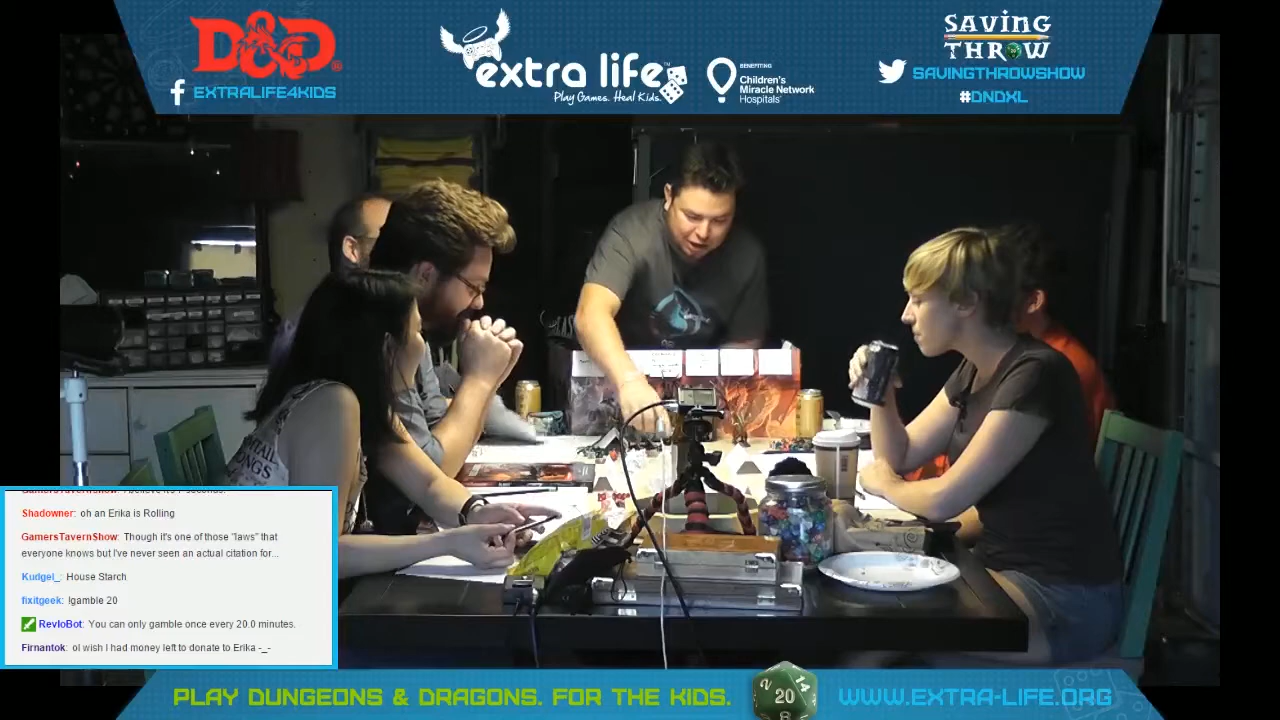 D&D
EXTRALIFE4KIDS
extra life
Play Games. Heal Kids.
BENEFITING
Children's
Miracle Network
Hospitals
SAVING
THROW
SAVINGTHROWSHOW
#DNDXL
Shadowner: oh an Erika is Rolling
GamersTavernShow: Though it's one of those "laws" that
everyone knows but I've never seen an actual citation for...
Kudgel_: House Starch
fixitgeek: !gamble 20
RevloBot: You can only gamble once every 20.0 minutes.
Firnantok: ol wish I had money left to donate to Erika -_-
PLAY DUNGEONS & DRAGONS. FOR THE KIDS.
2
14
20
8
WWW.EXTRA-LIFE.ORG